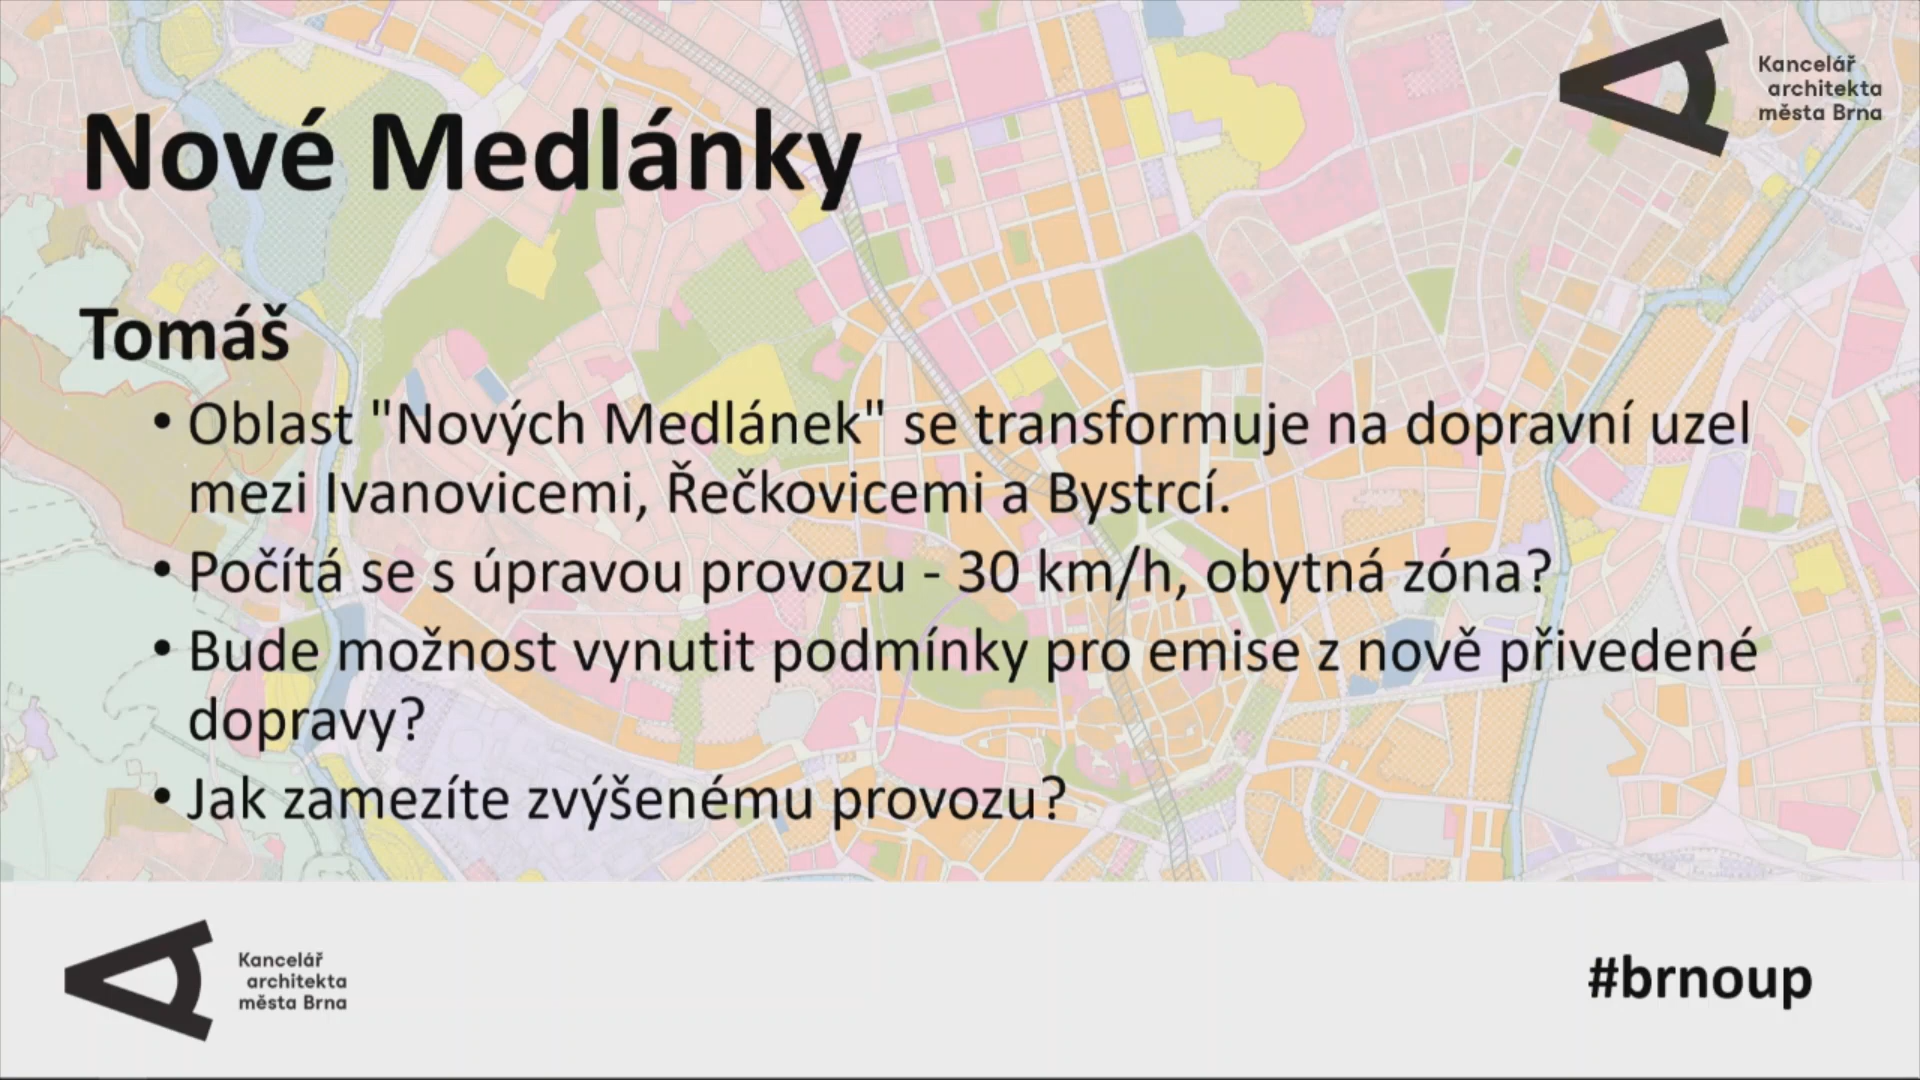 Kancelář
architekta
města Brna
Nové Medlánky
Tomáš
• Oblast "Nových Medlánek" se transformuje na dopravní uzel
mezi Ivanovicemi, Řečkovicemi a Bystrcí.
• Počítá se s úpravou provozu - 30 km/h, obytná zóna?
• Bude možnost vynutit podmínky pro emise z nově přivedené
dopravy?
• Jak zamezíte zvýšenému provozu?
Kancelář
architekta
města Brna
#brnoup